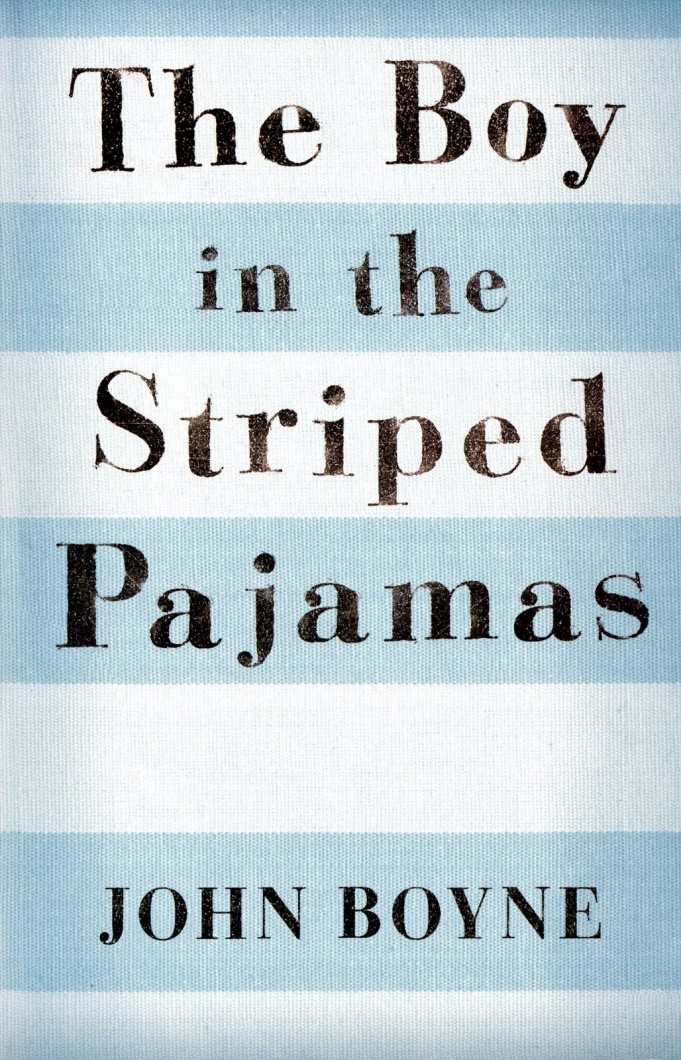 The Boy
in the
Striped
Pajamas
JOHN BOYNE